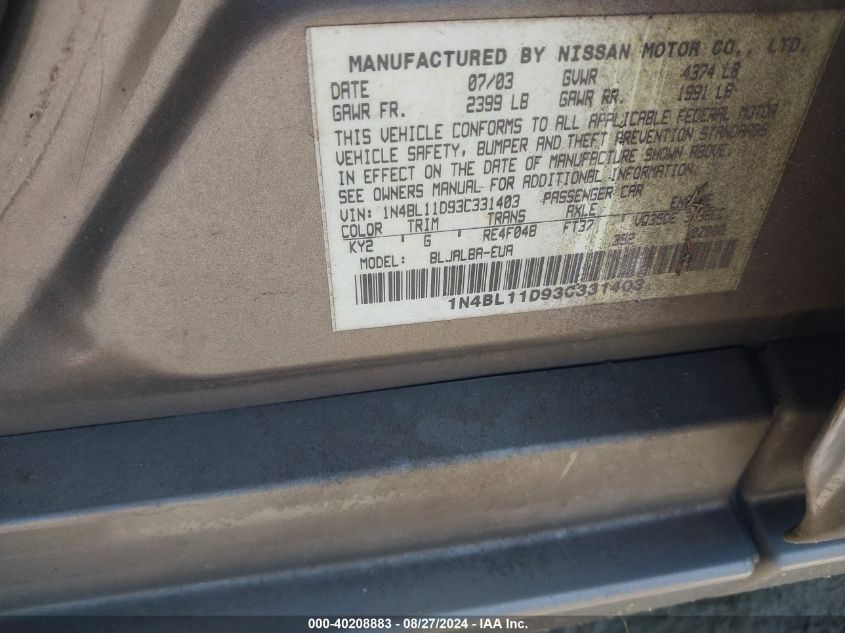 MANUFACTURED BY NISSAN MOTOR CO., LTD.
DATE 07/03 GVWR 4374 LB
GAWR FR. 2399 LB GAWR RR. 1991 LB
THIS VEHICLE CONFORMS TO ALL APPLICABLE FEDERAL MOTOR
VEHICLE SAFETY, BUMPER AND THEFT PREVENTION STANDARDS
IN EFFECT ON THE DATE OF MANUFACTURE SHOWN ABOVE.
SEE OWNERS MANUAL FOR ADDITIONAL INFORMATION
VIN: 1N4BL11D93C331403 PASSENGER CAR
COLOR TRIM TRANS AXLE ENGINE
KY2 G RE4F04B FT37 VQ35DE
MODEL: BLJALBA-EUA
1N4BL11D93C331403
000-40208883 - 08/27/2024 - IAA Inc.